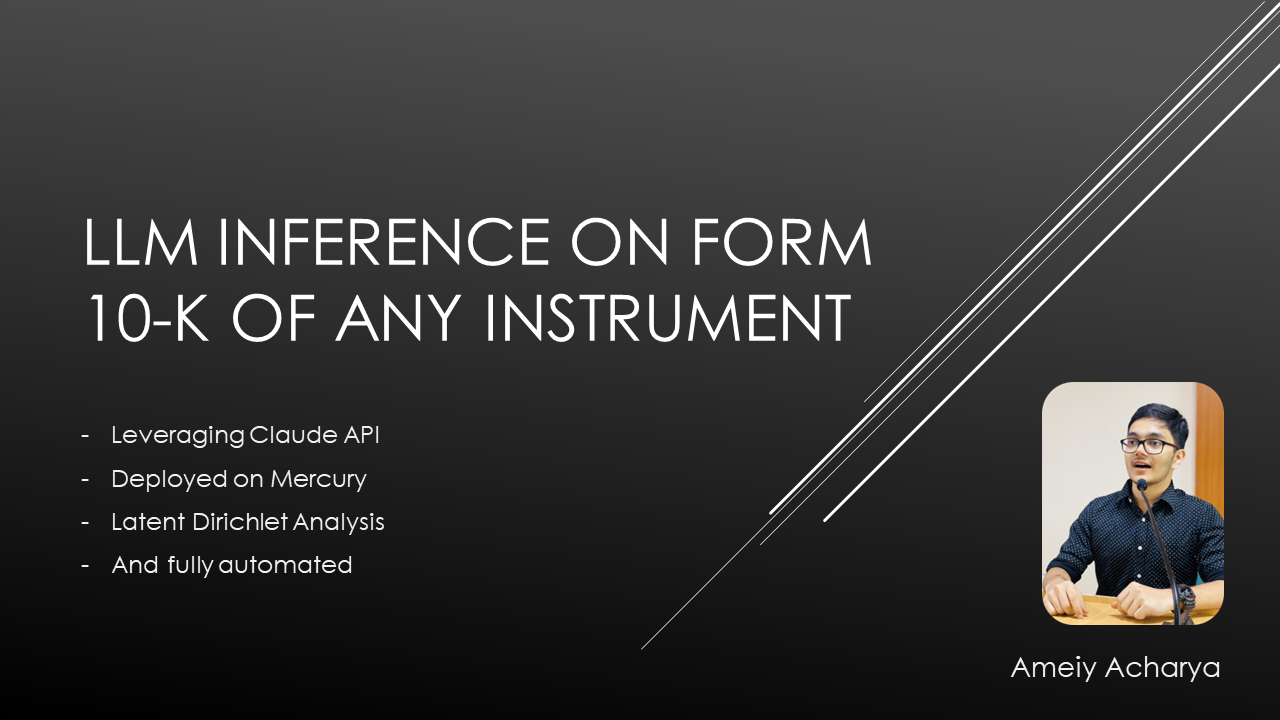 LLM INFERENCE ON FORM
10-K OF ANY INSTRUMENT
- Leveraging Claude API
- Deployed on Mercury
- Latent Dirichlet Analysis
- And fully automated
Ameiy Acharya